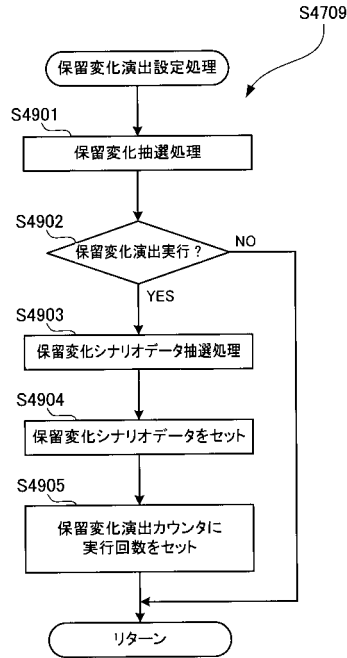 S4709
保留変化演出設定処理
S4901
保留変化抽選処理
S4902
保留変化演出実行？
NO
YES
S4903
保留変化シナリオデータ抽選処理
S4904
保留変化シナリオデータをセット
S4905
保留変化演出カウンタに
実行回数をセット
リターン